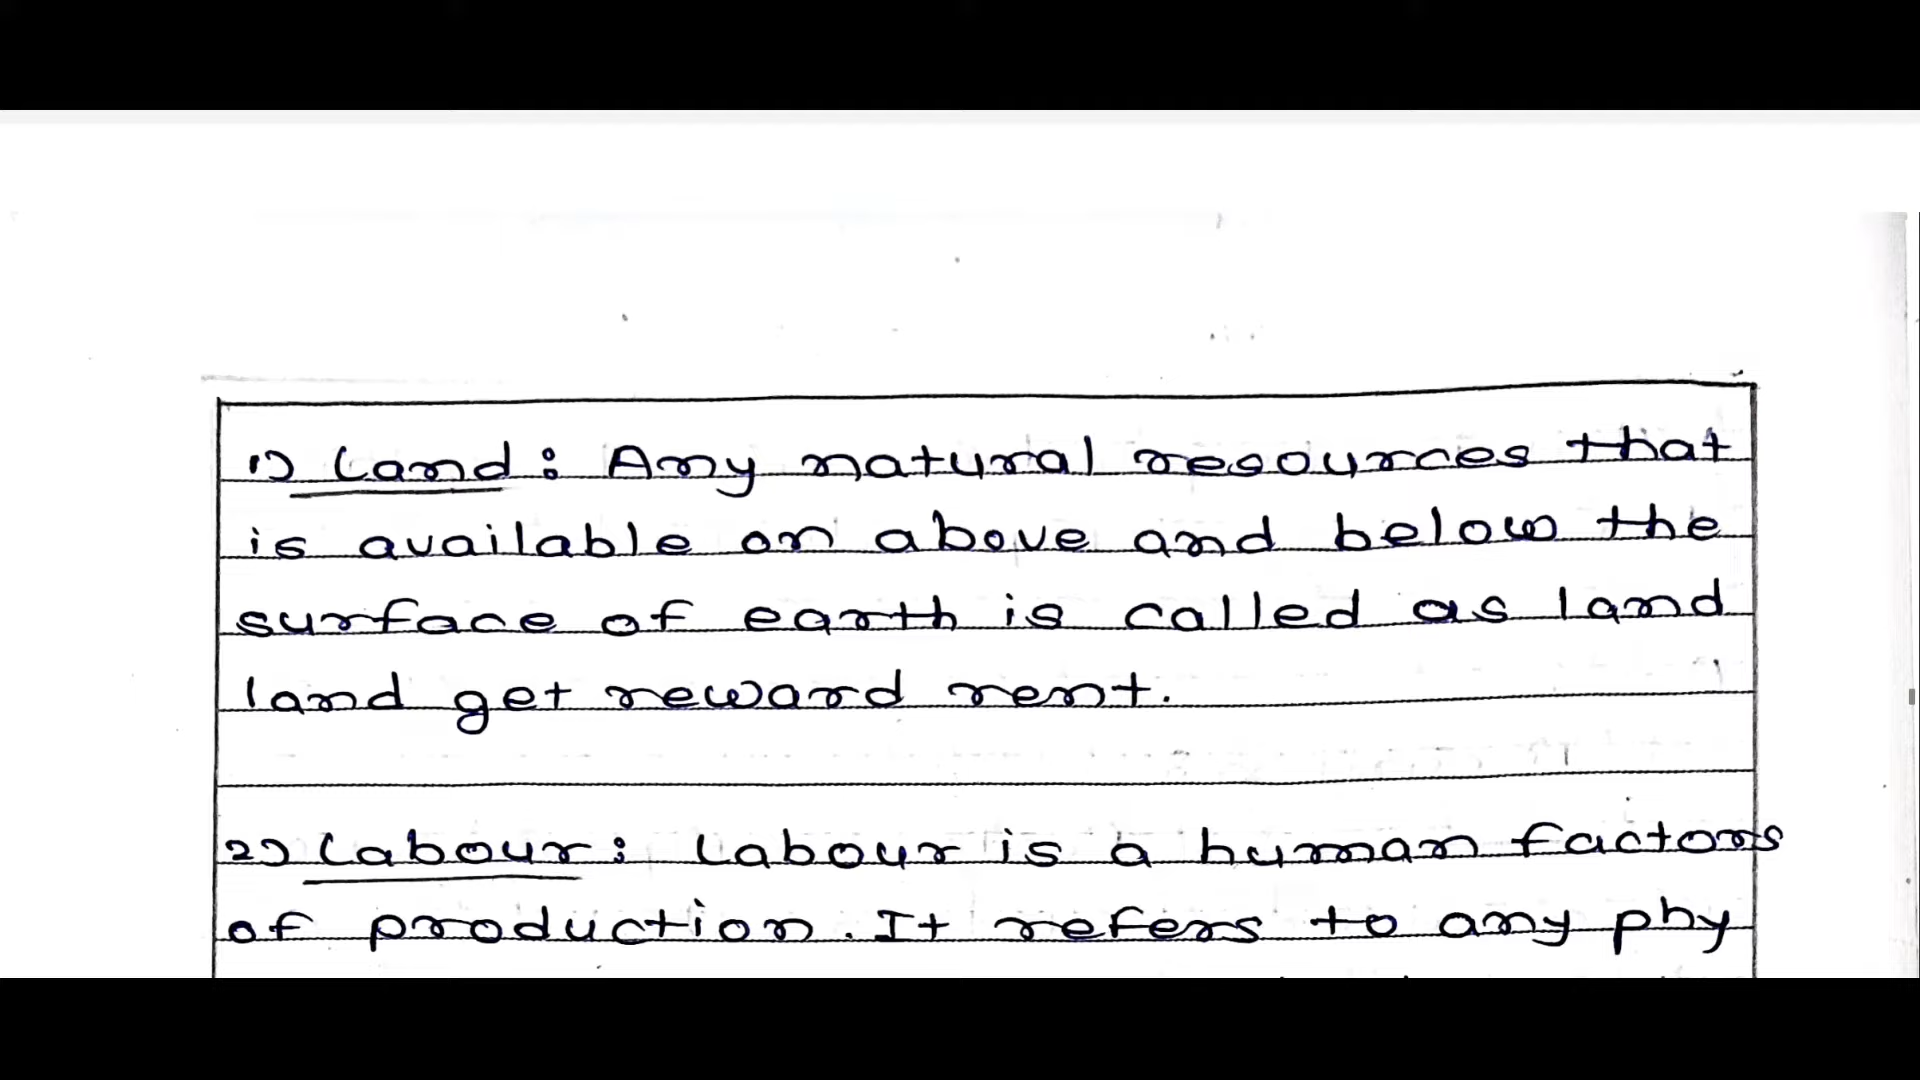 1) Land: Any natural resources that
is available on above and below the
surface of earth is called as land
land get reward rent.
2) Labour: Labour is a human factors
of production. It refers to any phy